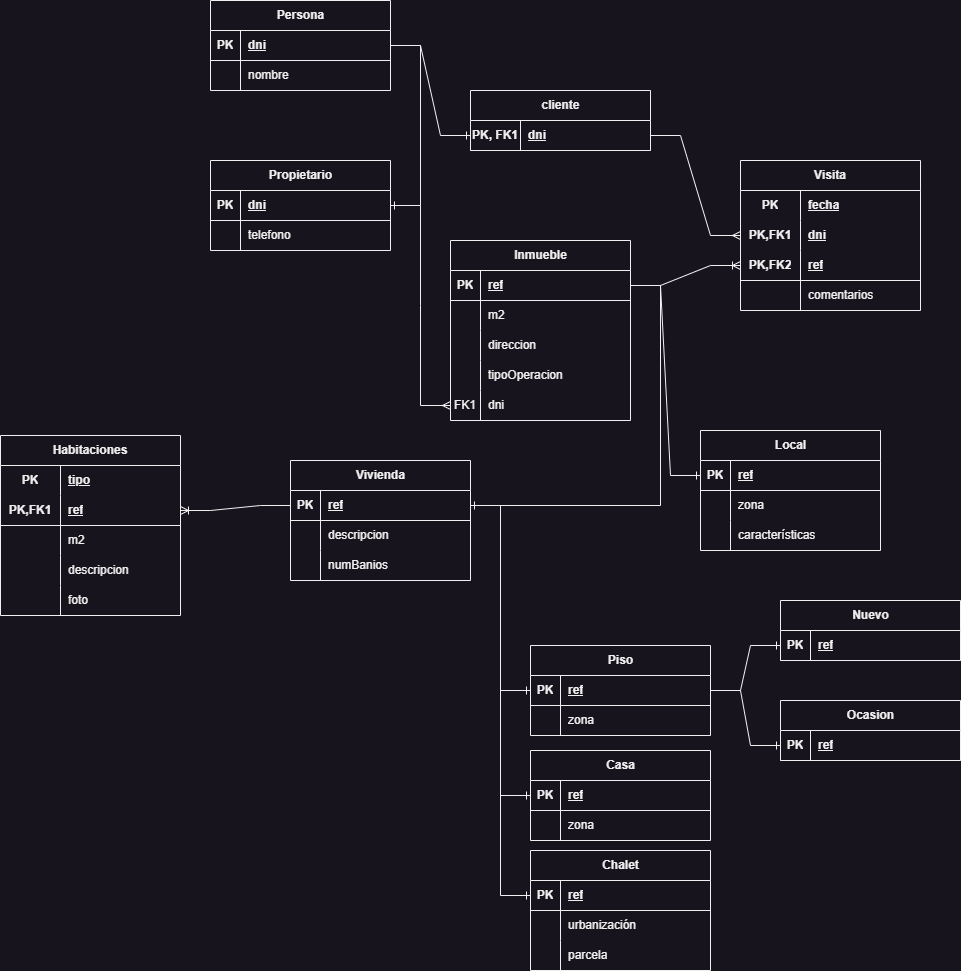 Persona
PK dni
nombre
cliente
PK, FK1 dni
Propietario
PK dni
telefono
Visita
PK fecha
PK,FK1 dni
PK,FK2 ref
comentarios
Inmueble
PK ref
m2
direccion
tipoOperacion
FK1 dni
Habitaciones
PK tipo
PK,FK1 ref
m2
descripcion
foto
Vivienda
PK ref
descripcion
numBanios
Local
PK ref
zona
características
Nuevo
PK ref
Piso
PK ref
zona
Ocasion
PK ref
Casa
PK ref
zona
Chalet
PK ref
urbanización
parcela